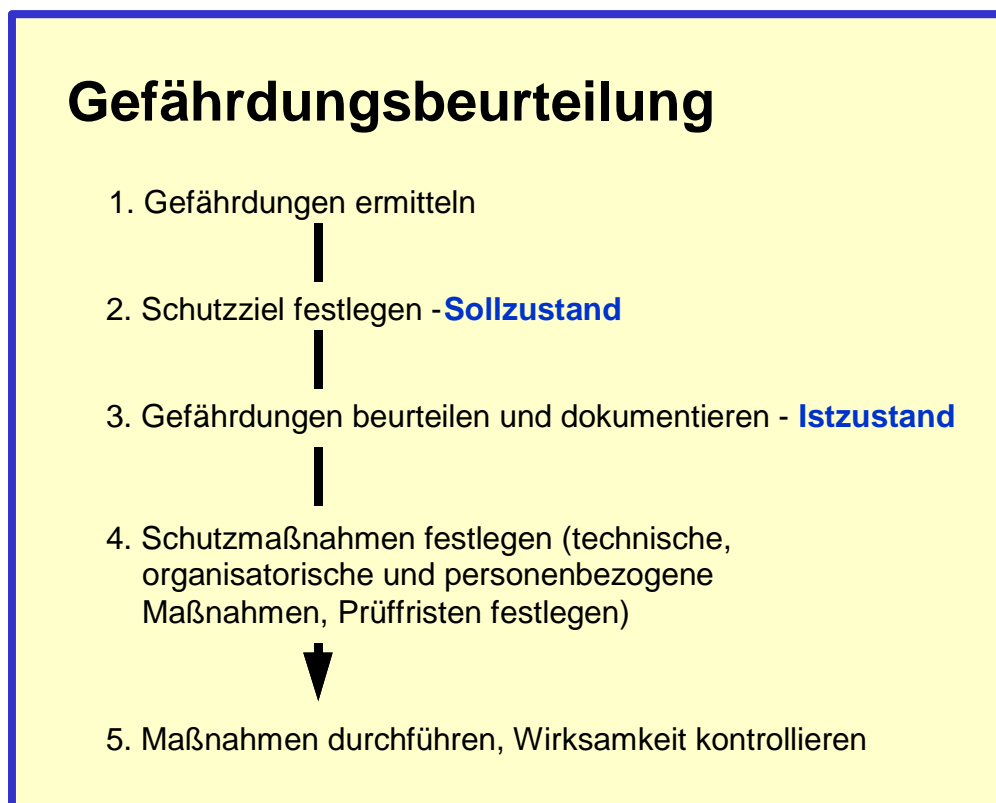 Gefährdungsbeurteilung
1. Gefährdungen ermitteln
2. Schutzziel festlegen -Sollzustand
3. Gefährdungen beurteilen und dokumentieren - Istzustand
4. Schutzmaßnahmen festlegen (technische,
organisatorische und personenbezogene
Maßnahmen, Prüffristen festlegen)
5. Maßnahmen durchführen, Wirksamkeit kontrollieren